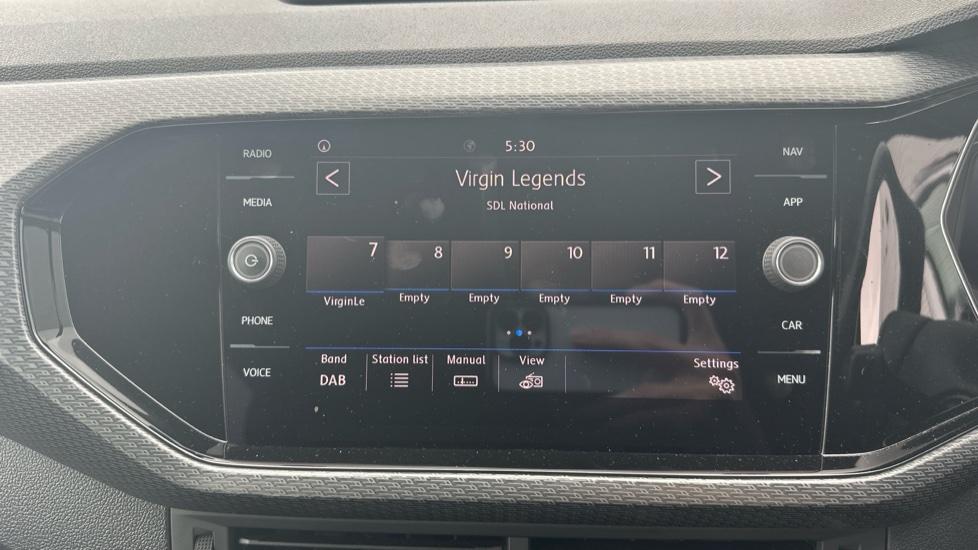 RADIO
5:30
NAV
MEDIA
<
Virgin Legends
>
APP
SDL National
7 8 9 10 11 12
VirginLe Empty Empty Empty Empty Empty
PHONE
CAR
VOICE
Band Station list Manual View Settings
DAB
MENU